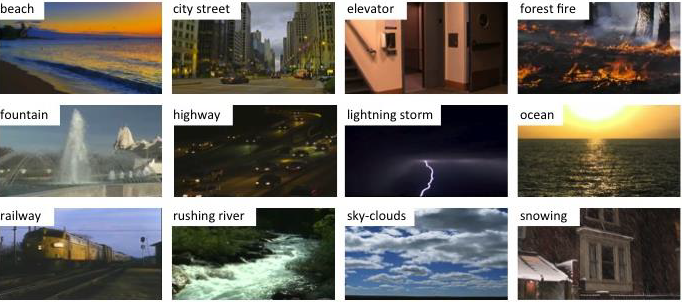 beach
city street
elevator
forest fire
fountain
highway
lightning storm
ocean
railway
rushing river
sky-clouds
snowing